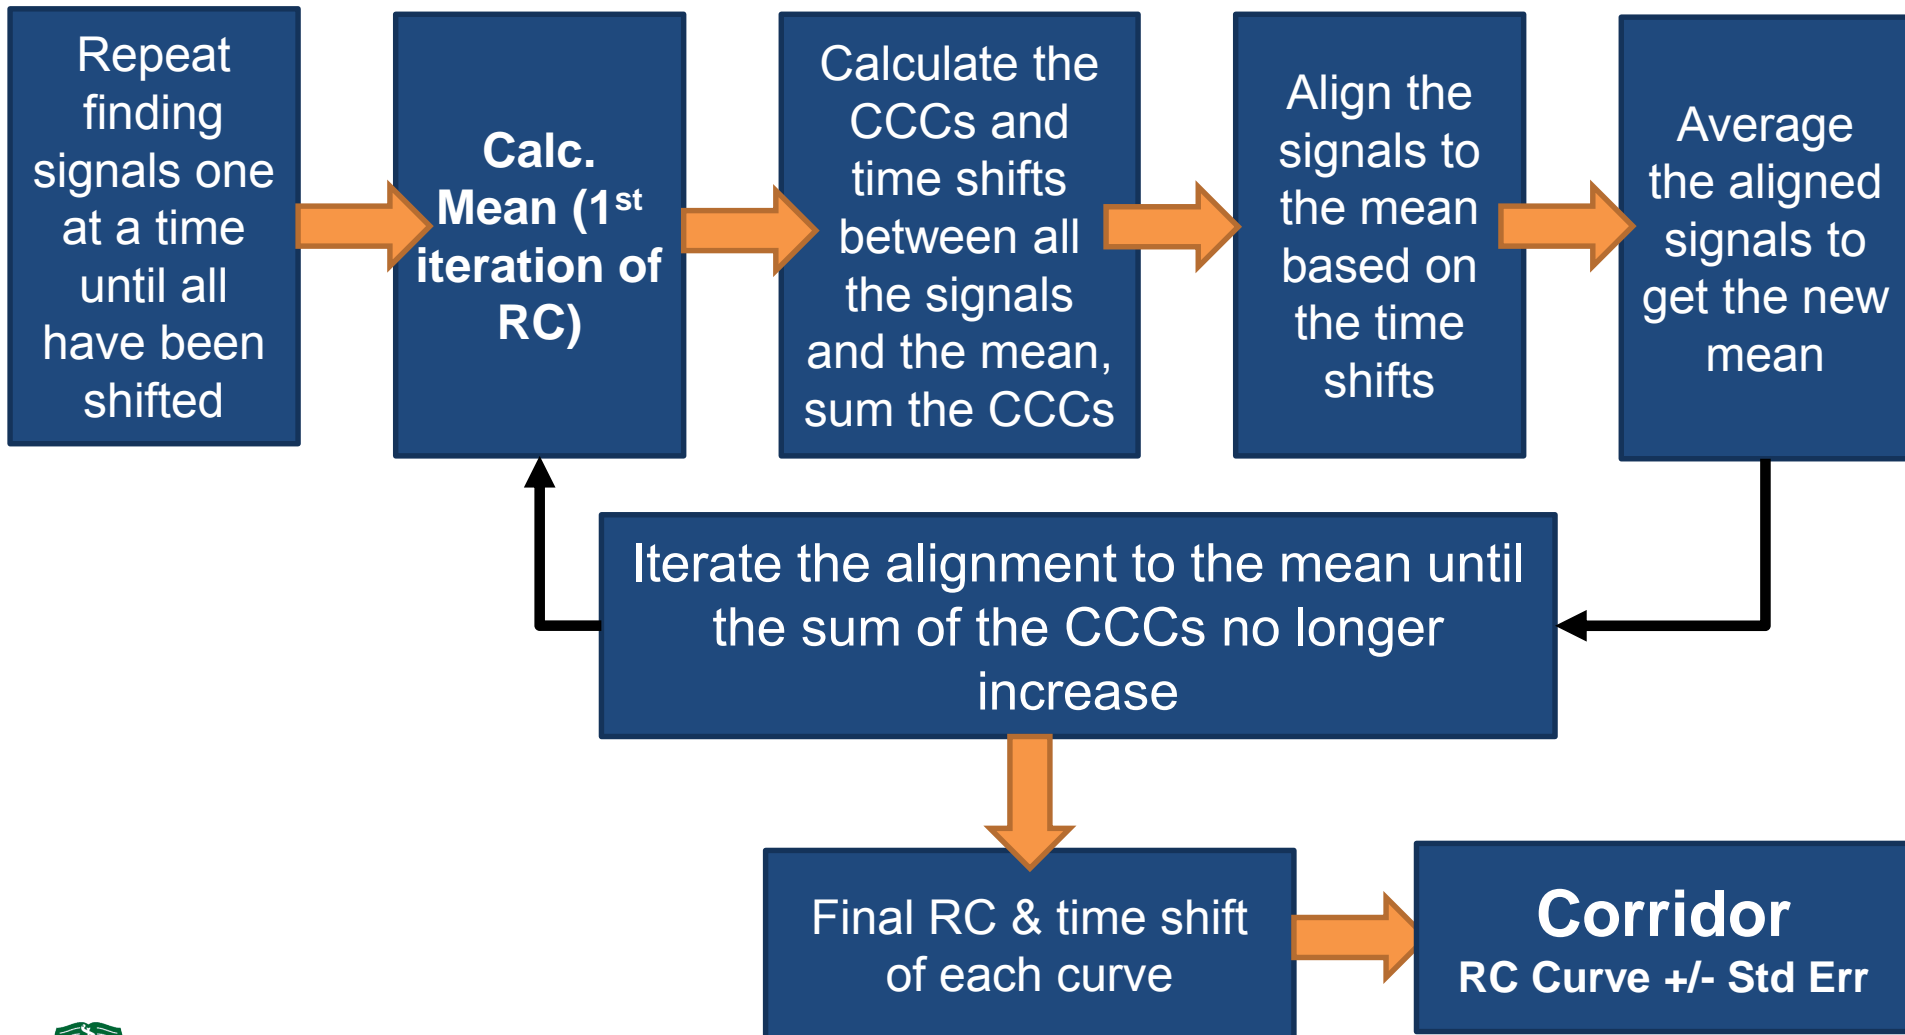 Repeat
finding
signals one
at a time
until all
have been
shifted
Calc.
Mean (1st
iteration of
RC)
Calculate the
CCCs and
time shifts
between all
the signals
and the mean,
sum the CCCs
Align the
signals to
the mean
based on
the time
shifts
Average
the aligned
signals to
get the new
mean
Iterate the alignment to the mean until
the sum of the CCCs no longer
increase
Final RC & time shift
of each curve
Corridor
RC Curve +/- Std Err